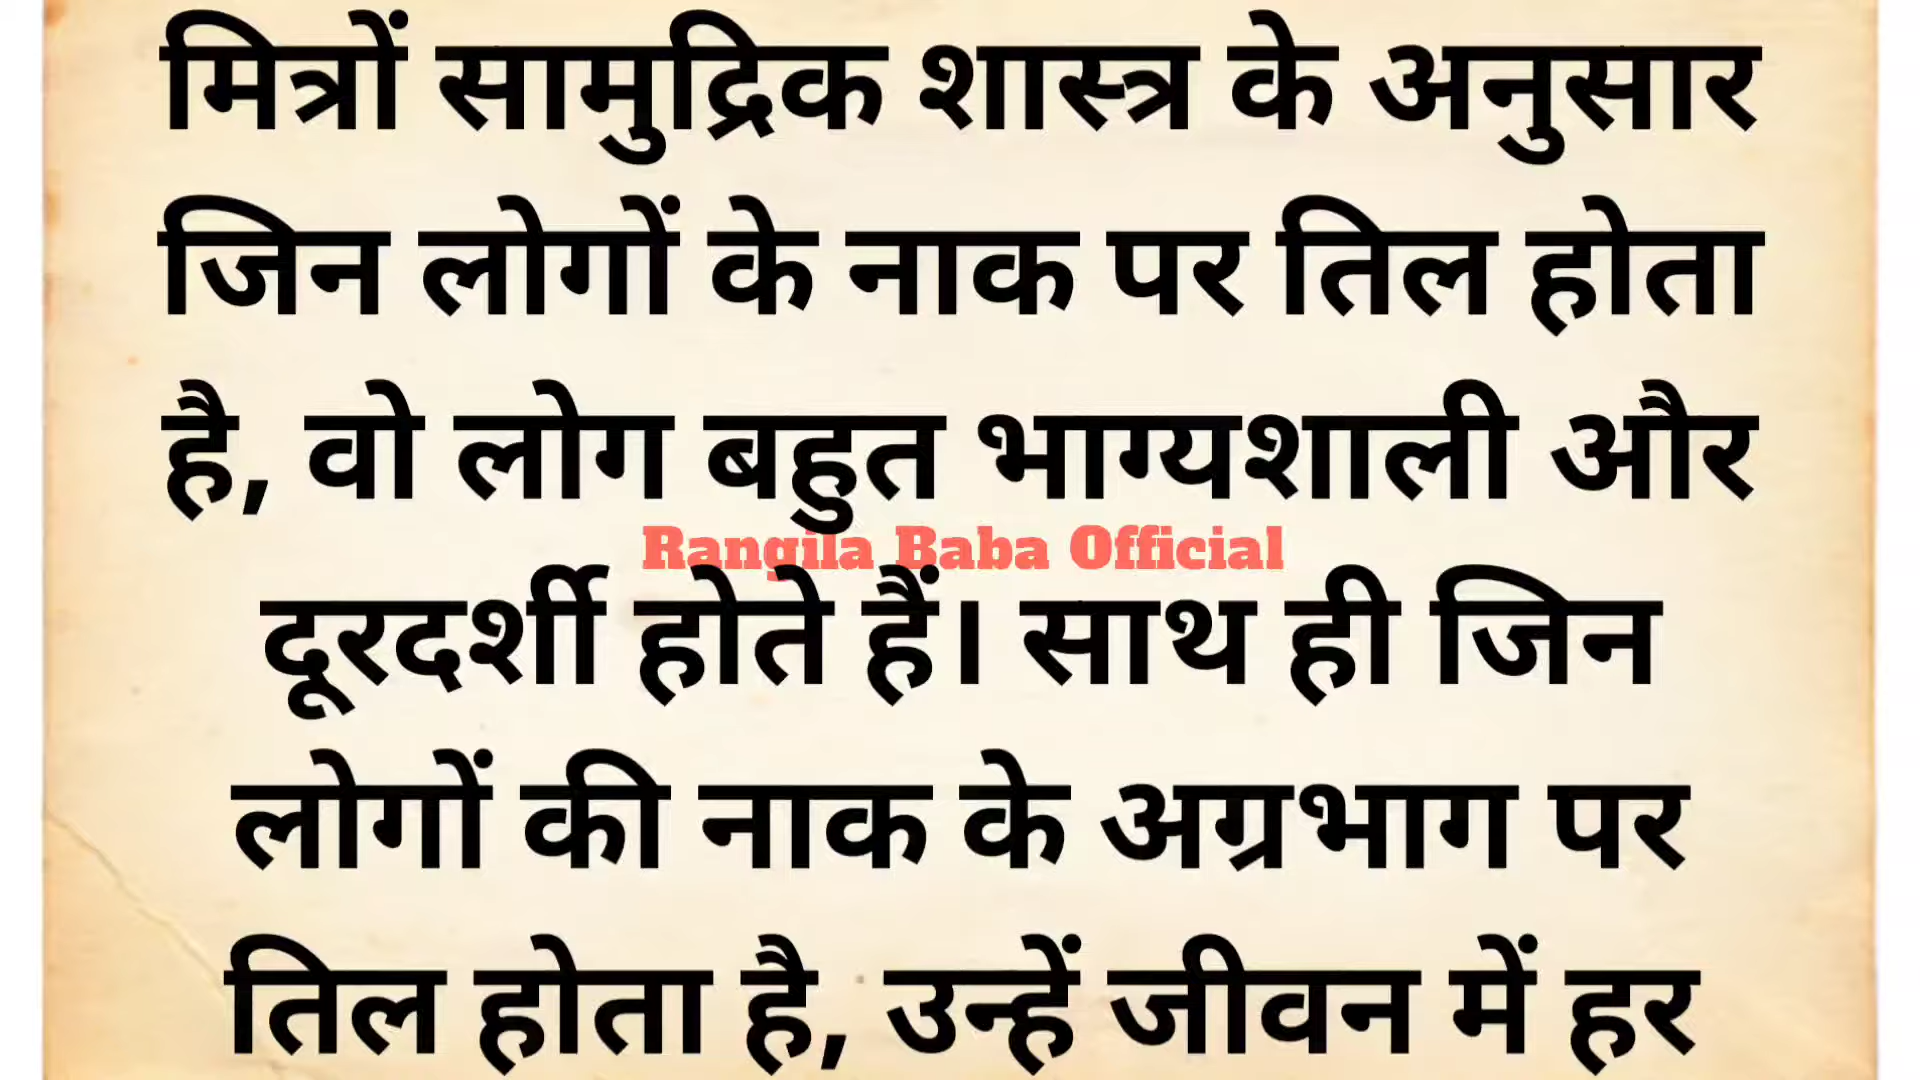 मित्रों सामुद्रिक शास्त्र के अनुसार
जिन लोगों के नाक पर तिल होता
है, वो लोग बहुत भाग्यशाली और
Rangila Baba Official
दूरदर्शी होते हैं। साथ ही जिन
लोगों की नाक के अग्रभाग पर
तिल होता है, उन्हें जीवन में हर